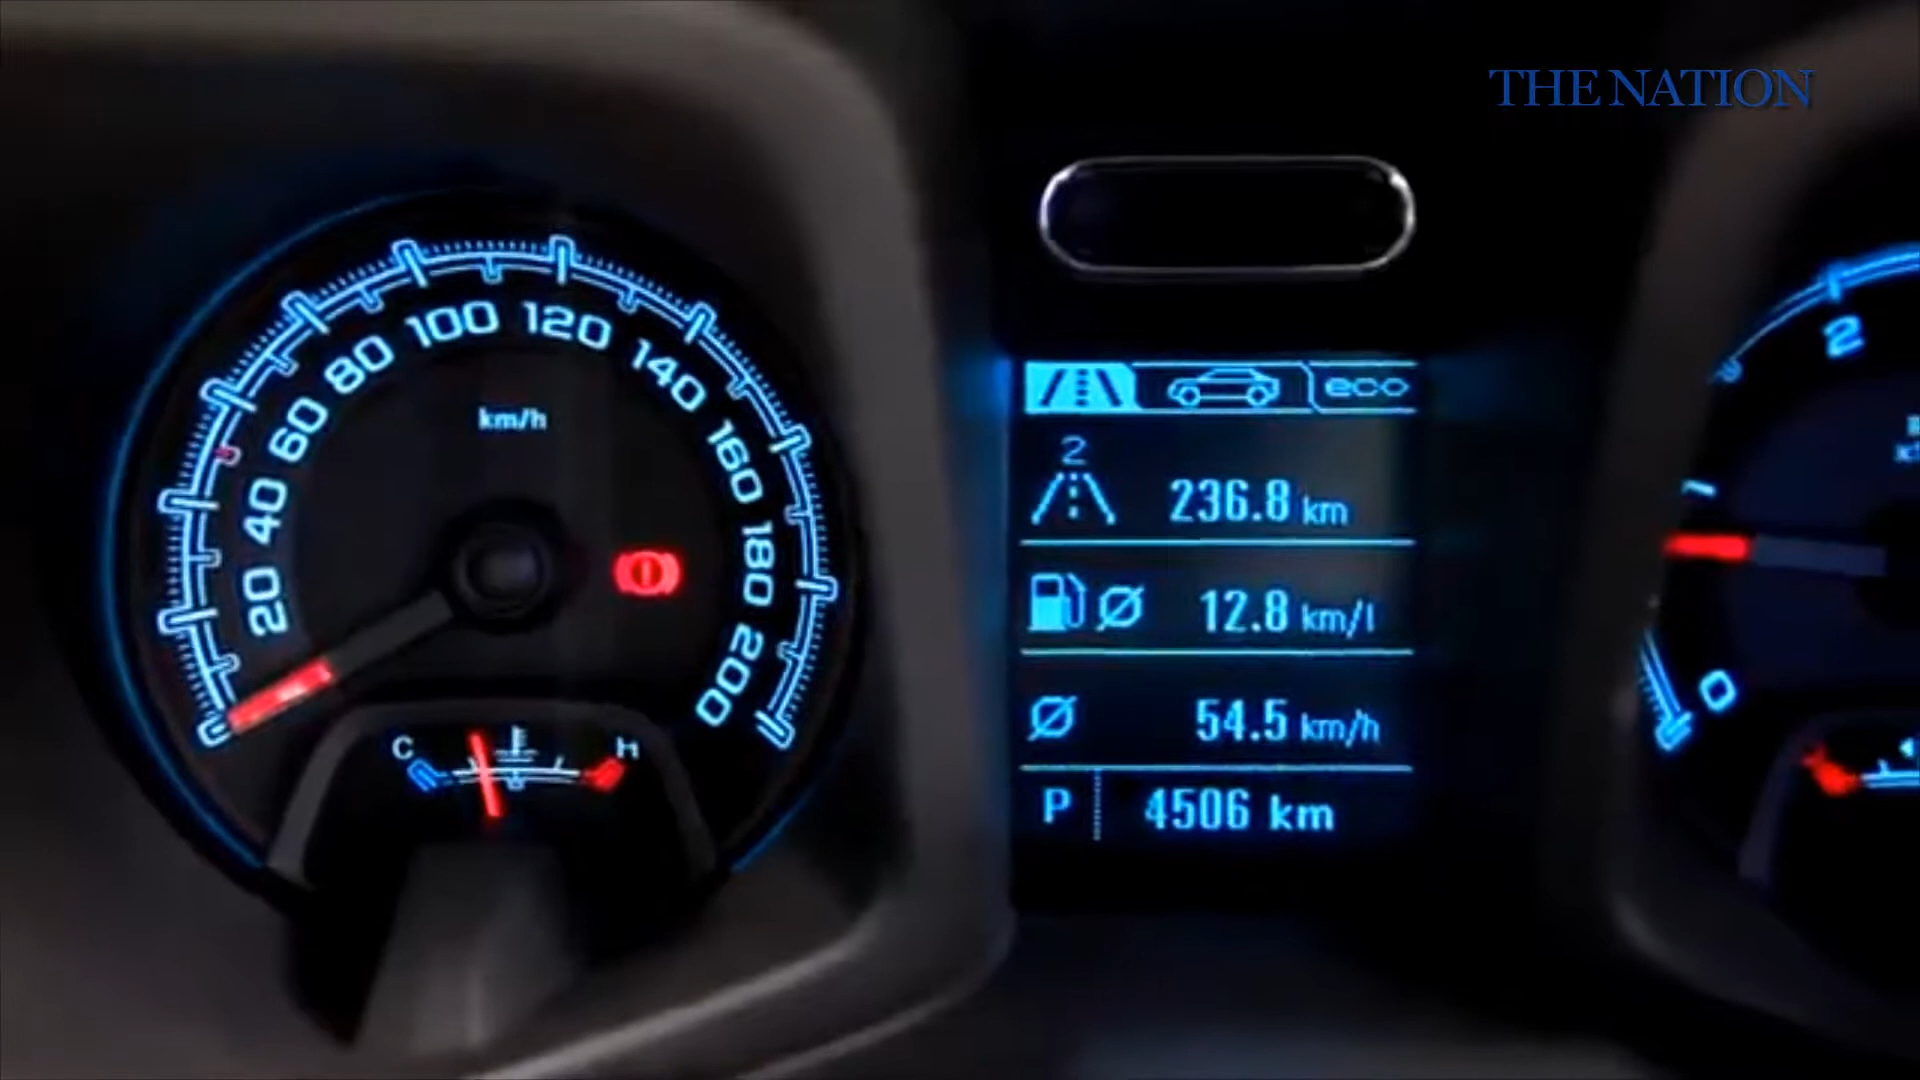 THE NATION
20 40 60 80 100 120 140 160 180 200
km/h
C H
eco
2
236.8 km
12.8 km/l
54.5 km/h
P 4506 km
2
0